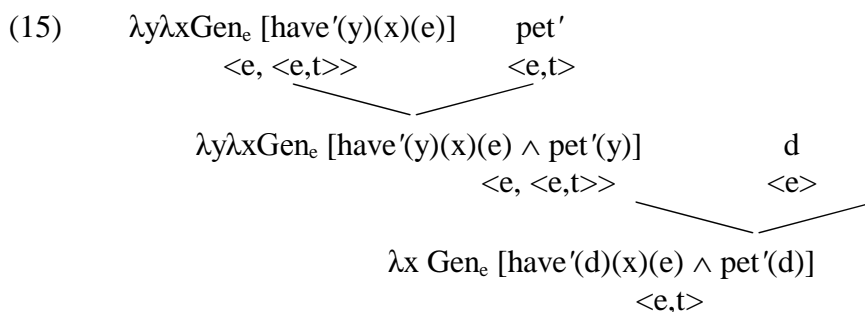 (15) λyλxGenₑ [have′(y)(x)(e)] pet′
<e, <e,t>> <e,t>
λyλxGenₑ [have′(y)(x)(e) ∧ pet′(y)] d
<e, <e,t>> <e>
λx Genₑ [have′(d)(x)(e) ∧ pet′(d)]
<e,t>